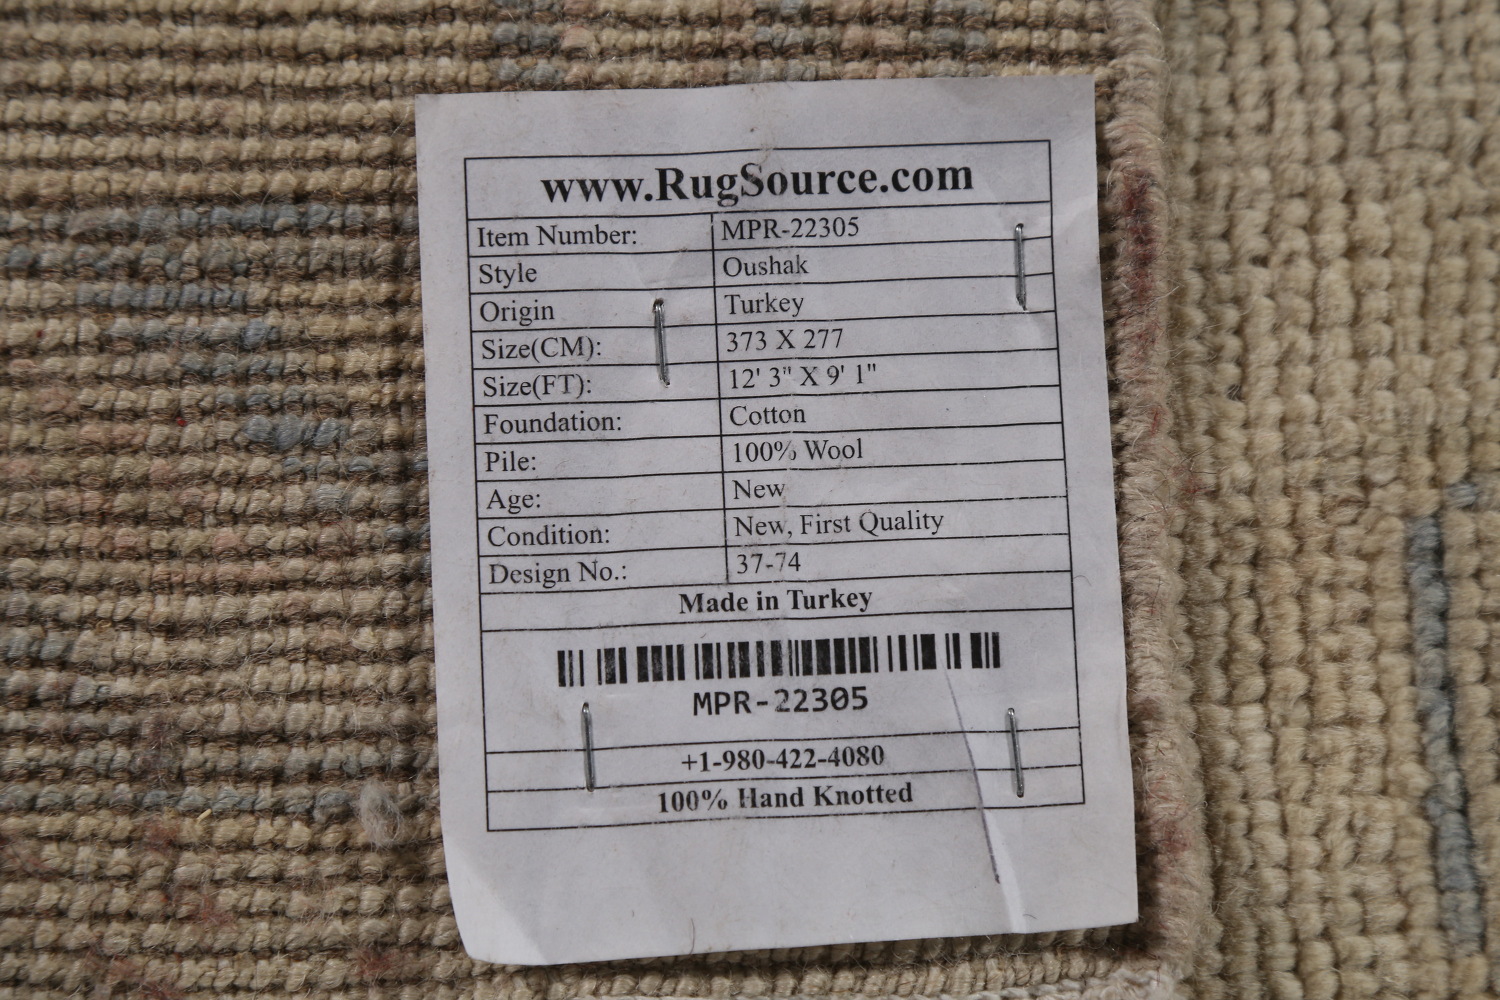 www.RugSource.com
Item Number: MPR-22305
Style Oushak
Origin Turkey
Size(CM): 373 X 277
Size(FT): 12' 3" X 9' 1"
Foundation: Cotton
Pile: 100% Wool
Age: New
Condition: New, First Quality
Design No.: 37-74
Made in Turkey
MPR-22305
+1-980-422-4080
100% Hand Knotted